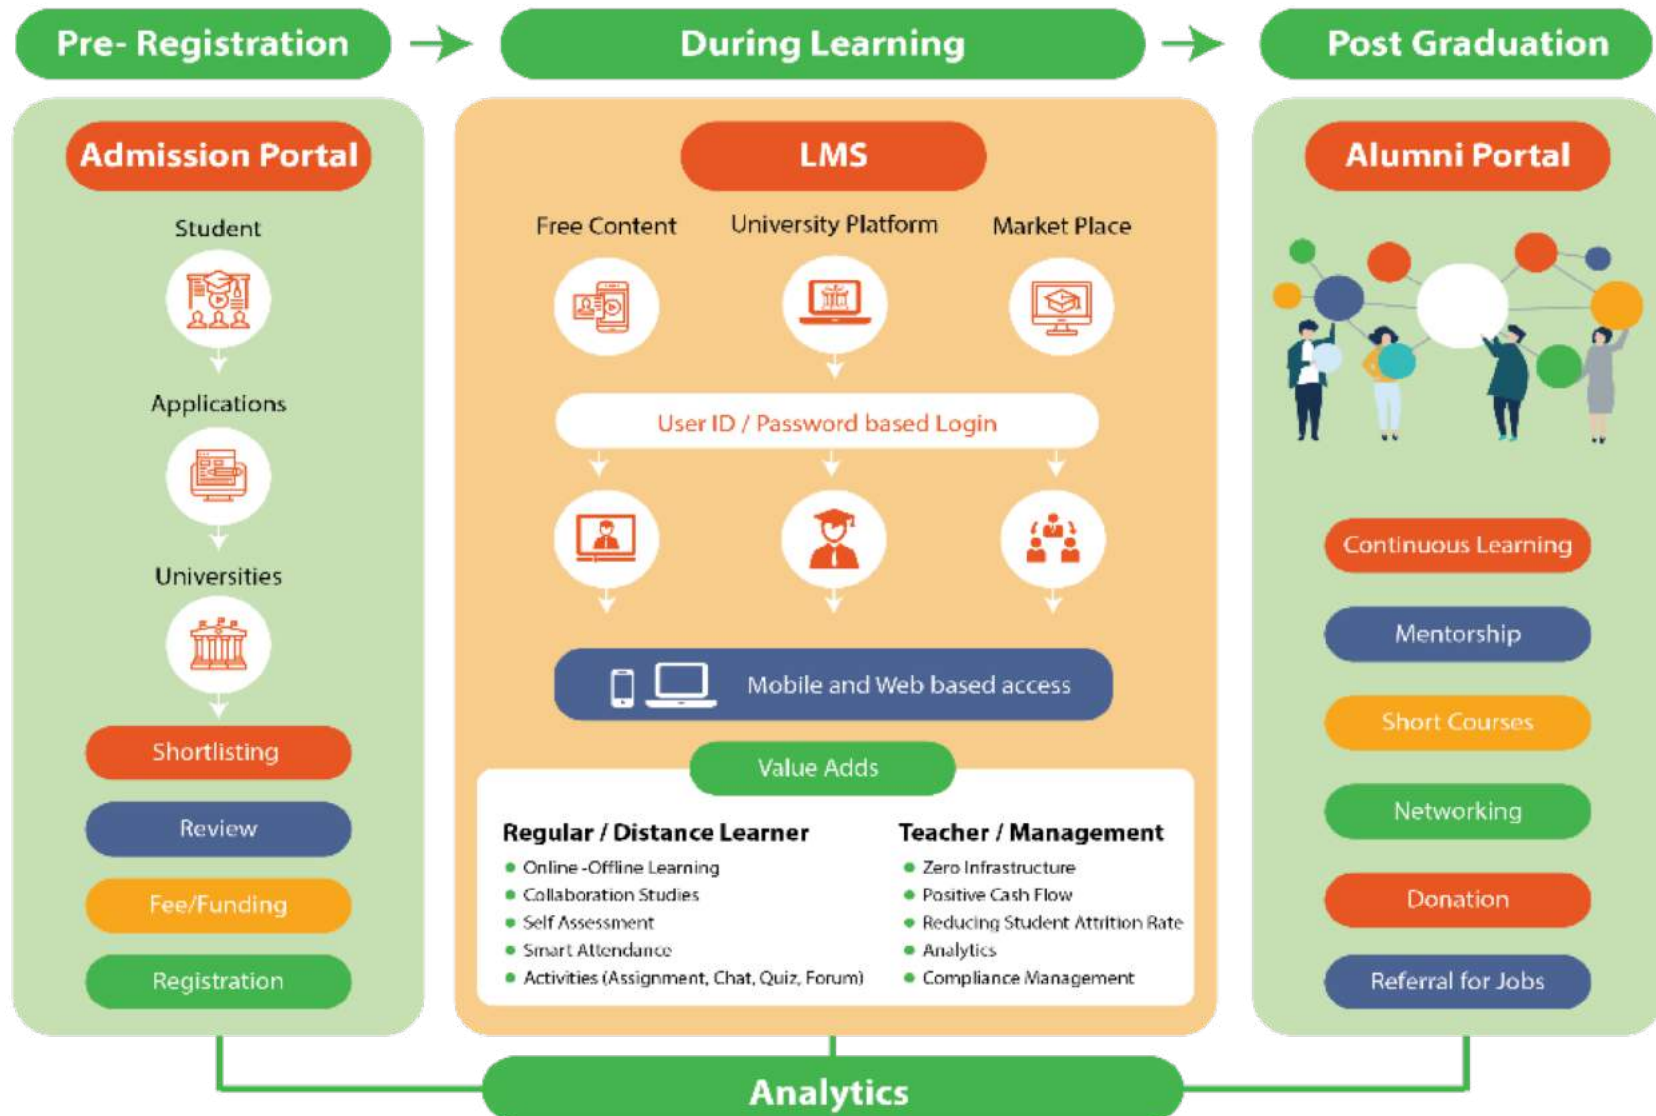 Pre- Registration
During Learning
Post Graduation
Admission Portal
Student
Applications
Universities
Shortlisting
Review
Fee/Funding
Registration
LMS
Free Content
University Platform
Market Place
User ID / Password based Login
Mobile and Web based access
Value Adds
Regular / Distance Learner
Online -Offline Learning
Collaboration Studies
Self Assessment
Smart Attendance
Activities (Assignment, Chat, Quiz, Forum)
Teacher / Management
Zero Infrastructure
Positive Cash Flow
Reducing Student Attrition Rate
Analytics
Compliance Management
Alumni Portal
Continuous Learning
Mentorship
Short Courses
Networking
Donation
Referral for Jobs
Analytics